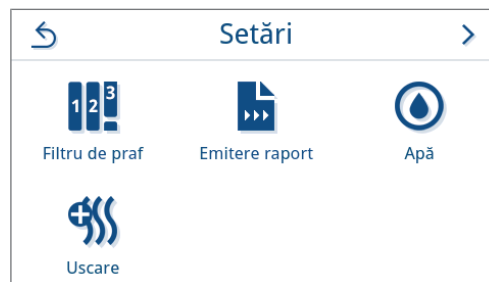 Setări
1 2 3
Filtru de praf
Emitere raport
Apă
Uscare